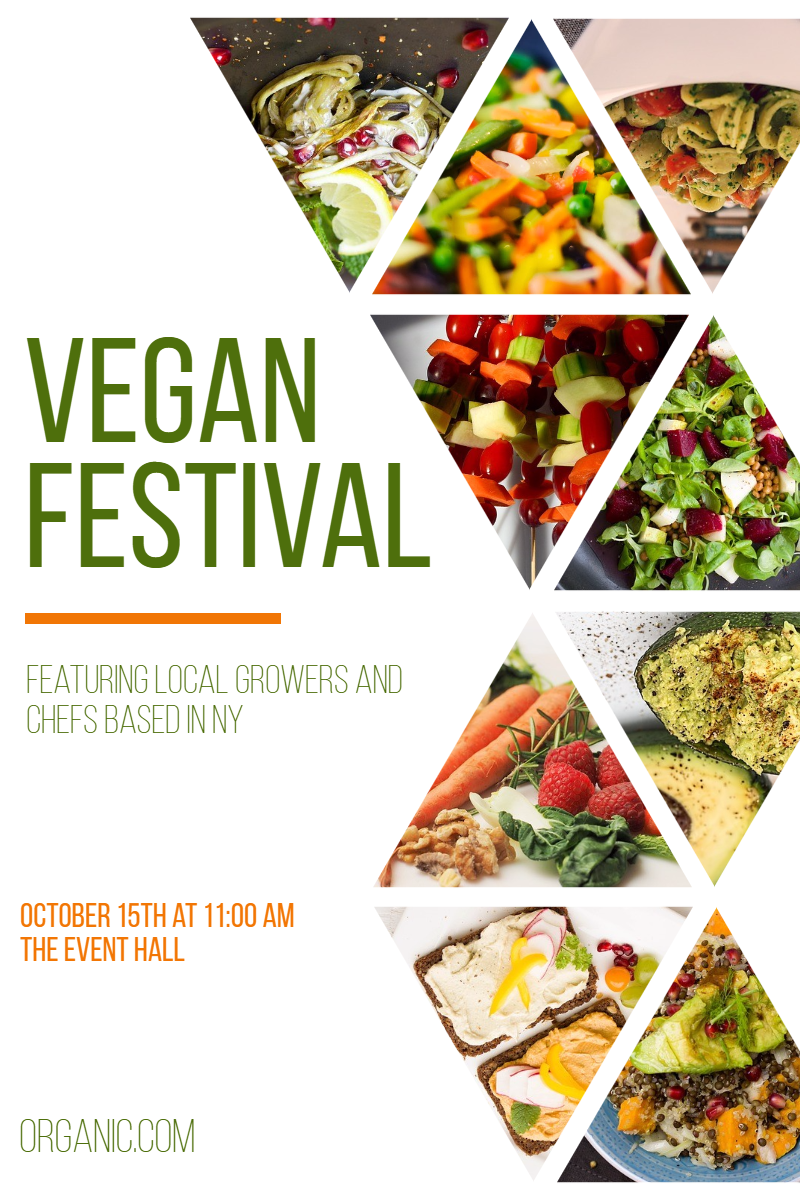 VEGAN
FESTIVAL
FEATURING LOCAL GROWERS AND
CHEFS BASED IN NY
OCTOBER 15TH AT 11:00 AM
THE EVENT HALL
ORGANIC.COM